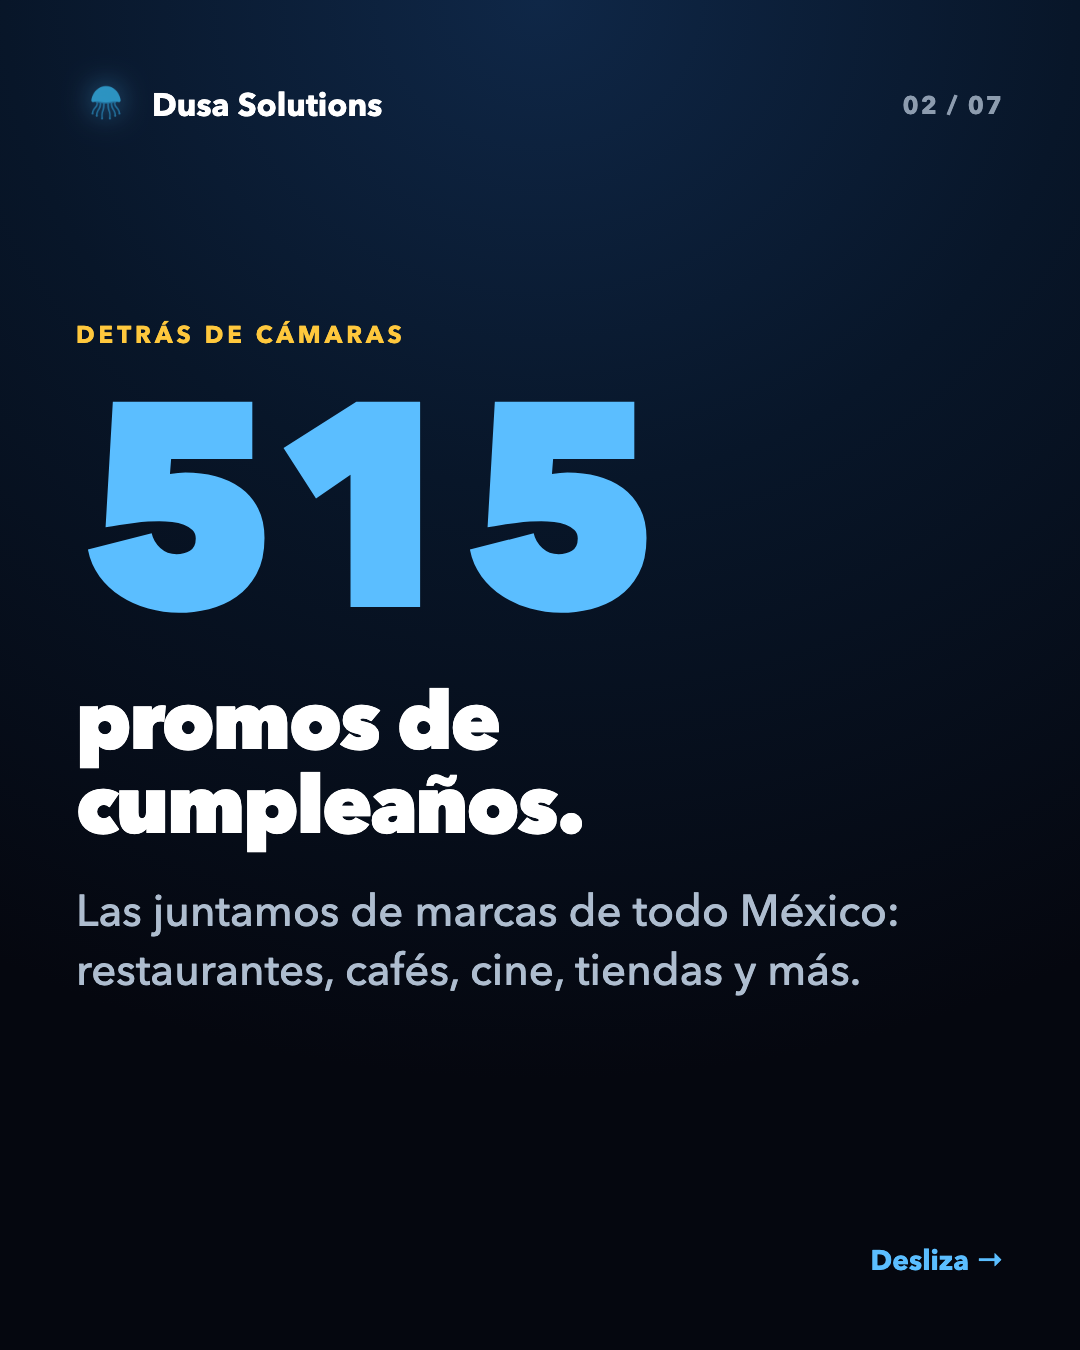 Dusa Solutions
02 / 07
DETRÁS DE CÁMARAS
515
promos de
cumpleaños.
Las juntamos de marcas de todo México:
restaurantes, cafés, cine, tiendas y más.
Desliza →